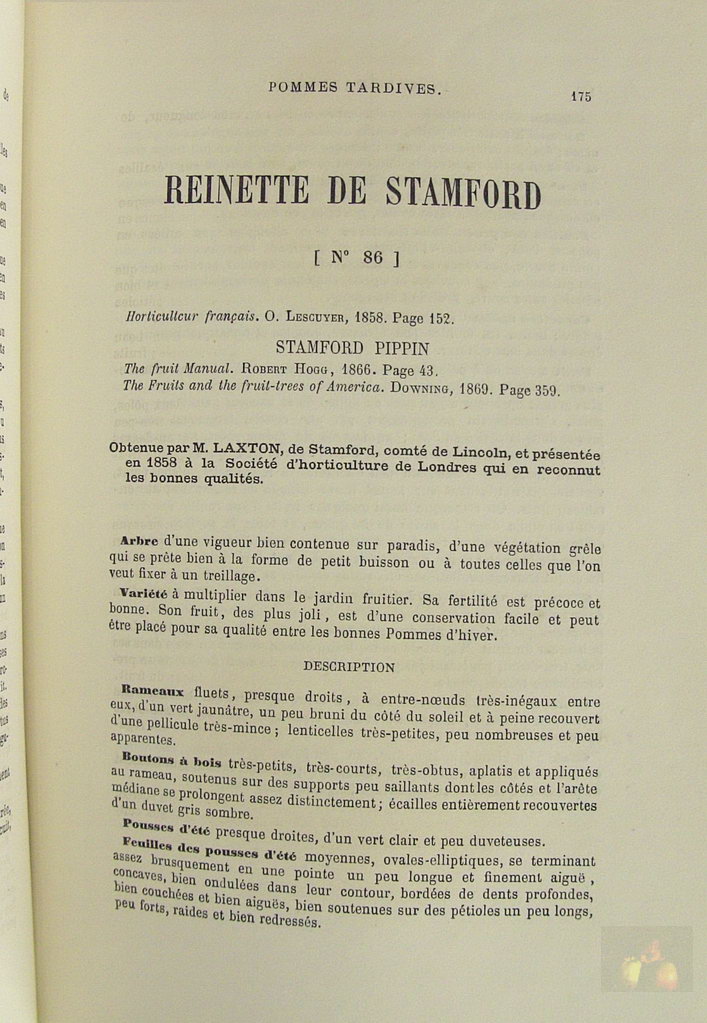 POMMES TARDIVES.
175
REINETTE DE STAMFORD
[ N° 86 ]
Horticulteur français. O. LESCUYER, 1858. Page 152.
STAMFORD PIPPIN
The fruit Manual. ROBERT HOGG, 1866. Page 43.
The Fruits and the fruit-trees of America. DOWNING, 1869. Page 359.
Obtenue par M. LAXTON, de Stamford, comté de Lincoln, et présentée
en 1858 à la Société d'horticulture de Londres qui en reconnut
les bonnes qualités.
Arbre d'une vigueur bien contenue sur paradis, d'une végétation grêle
qui se prête bien à la forme de petit buisson ou à toutes celles que l'on
veut fixer à un treillage.
Variété à multiplier dans le jardin fruitier. Sa fertilité est précoce et
bonne. Son fruit, des plus joli, est d'une conservation facile et peut
être placé pour sa qualité entre les bonnes Pommes d'hiver.
DESCRIPTION
Rameaux fluets, presque droits, à entre-nœuds très-inégaux entre
eux, d'un vert jaunâtre, un peu bruni du côté du soleil et à peine recouvert
d'une pellicule très-mince ; lenticelles très-petites, peu nombreuses et peu
apparentes.
Boutons à bois très-petits, très-courts, très-obtus, aplatis et appliqués
au rameau, soutenus sur des supports peu saillants dont les côtés et l'arête
médiane se prolongent assez distinctement ; écailles entièrement recouvertes
d'un duvet gris sombre.
Pousses d'été presque droites, d'un vert clair et peu duveteuses.
Feuilles des pousses d'été moyennes, ovales-elliptiques, se terminant
assez brusquement en une pointe un peu longue et finement aiguë,
concaves, bien ondulées dans leur contour, bordées de dents profondes,
bien couchées et bien aiguës, bien soutenues sur des pétioles un peu longs,
peu forts, raides et bien redressés.